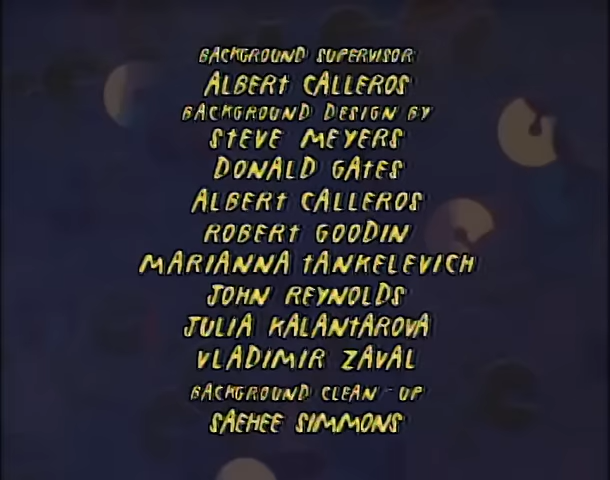 BACKGROUND SUPERVISOR
ALBERT CALLEROS
BACKGROUND DESIGN BY
STEVE MEYERS
DONALD GATES
ALBERT CALLEROS
ROBERT GOODIN
MARIANNA TANKELEVICH
JOHN REYNOLDS
JULIA KALANTAROVA
VLADIMIR ZAVAL
BACKGROUND CLEAN-UP
SAEHEE SIMMONS